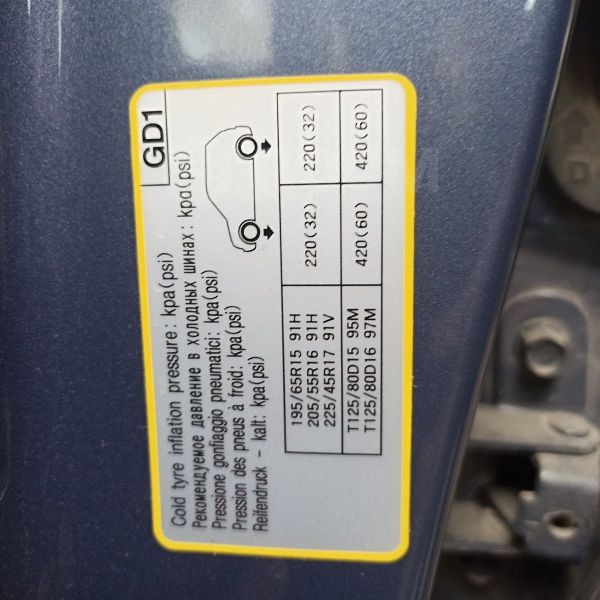 GD1
Cold tyre inflation pressure: kpa(psi)
Рекомендуемое давление в холодных шинах: kpa(psi)
Pressione gonfiaggio pneumatici: kpa(psi)
Pression des pneus à froid: kpa(psi)
Reifendruck – kalt: kpa(psi)
195/65R15 91H
205/55R16 91H
225/45R17 91V
220(32) 220(32)
T125/80D15 95M
T125/80D16 97M
420(60) 420(60)